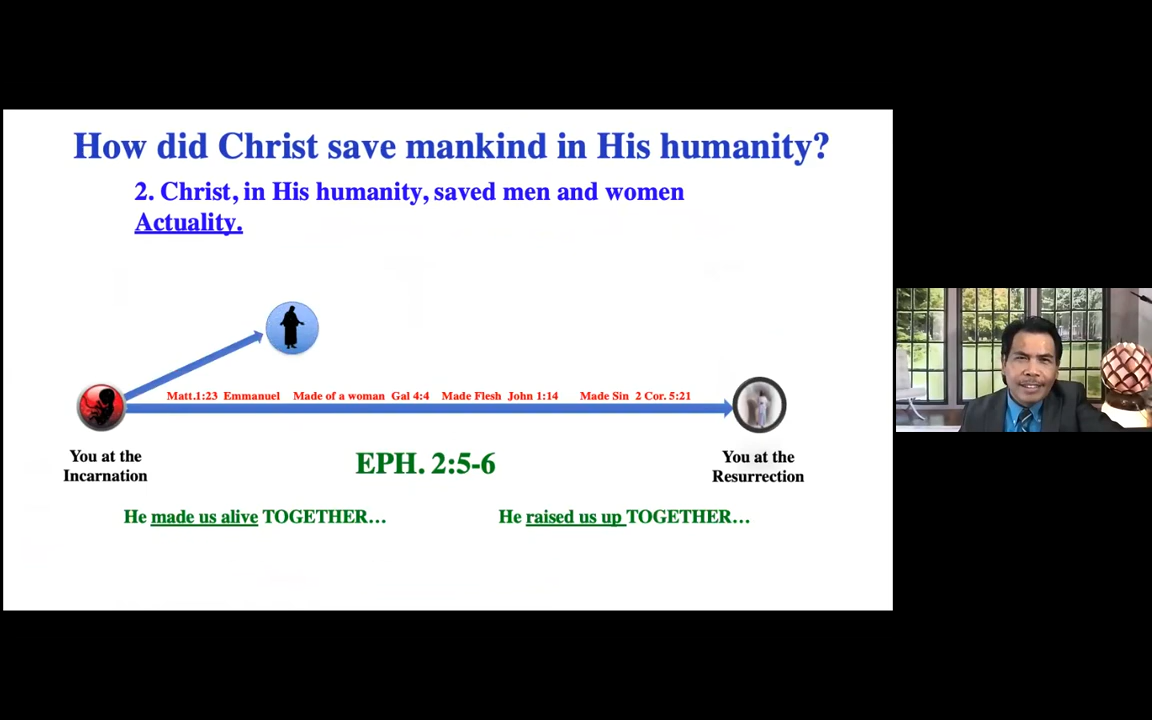 How did Christ save mankind in His humanity?
2. Christ, in His humanity, saved men and women
Actuality.
Matt.1:23 Emmanuel Made of a woman Gal 4:4 Made Flesh John 1:14 Made Sin 2 Cor. 5:21
You at the
Incarnation
EPH. 2:5-6
You at the
Resurrection
He made us alive TOGETHER…
He raised us up TOGETHER…